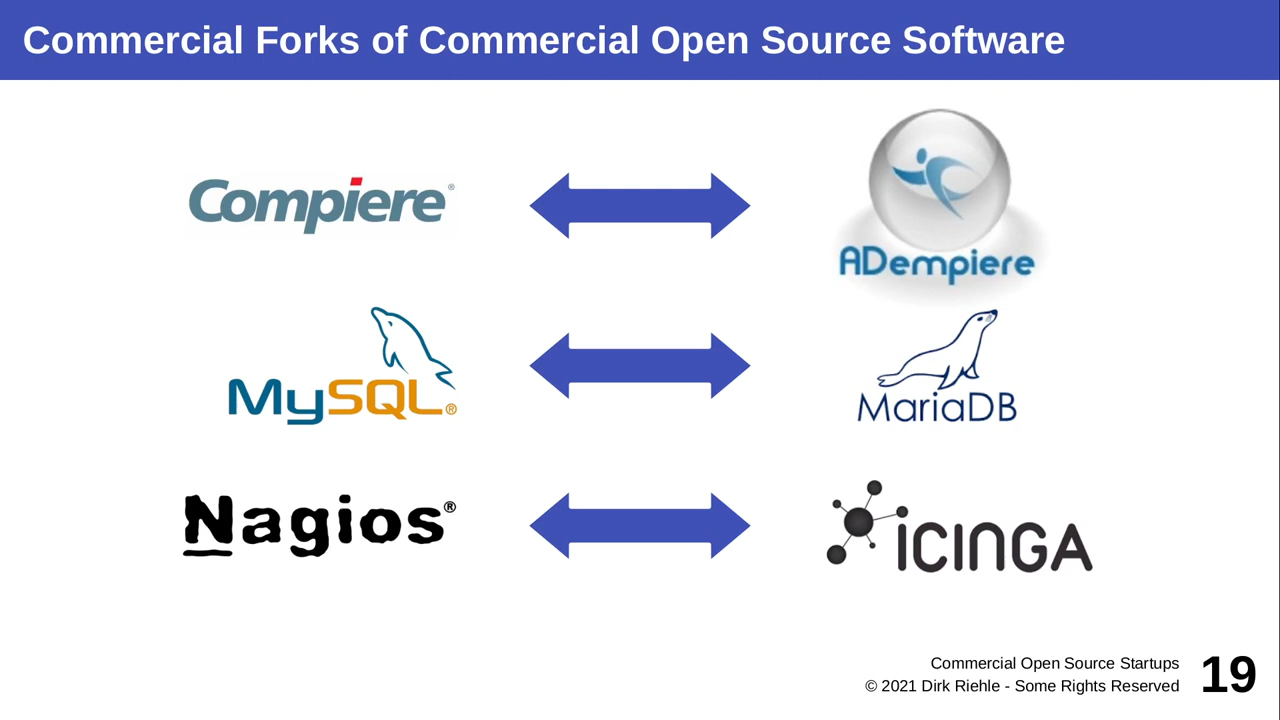 Commercial Forks of Commercial Open Source Software
Compiere®
ADempiere
MySQL®
MariaDB
Nagios®
ICINGA
Commercial Open Source Startups
© 2021 Dirk Riehle - Some Rights Reserved
19